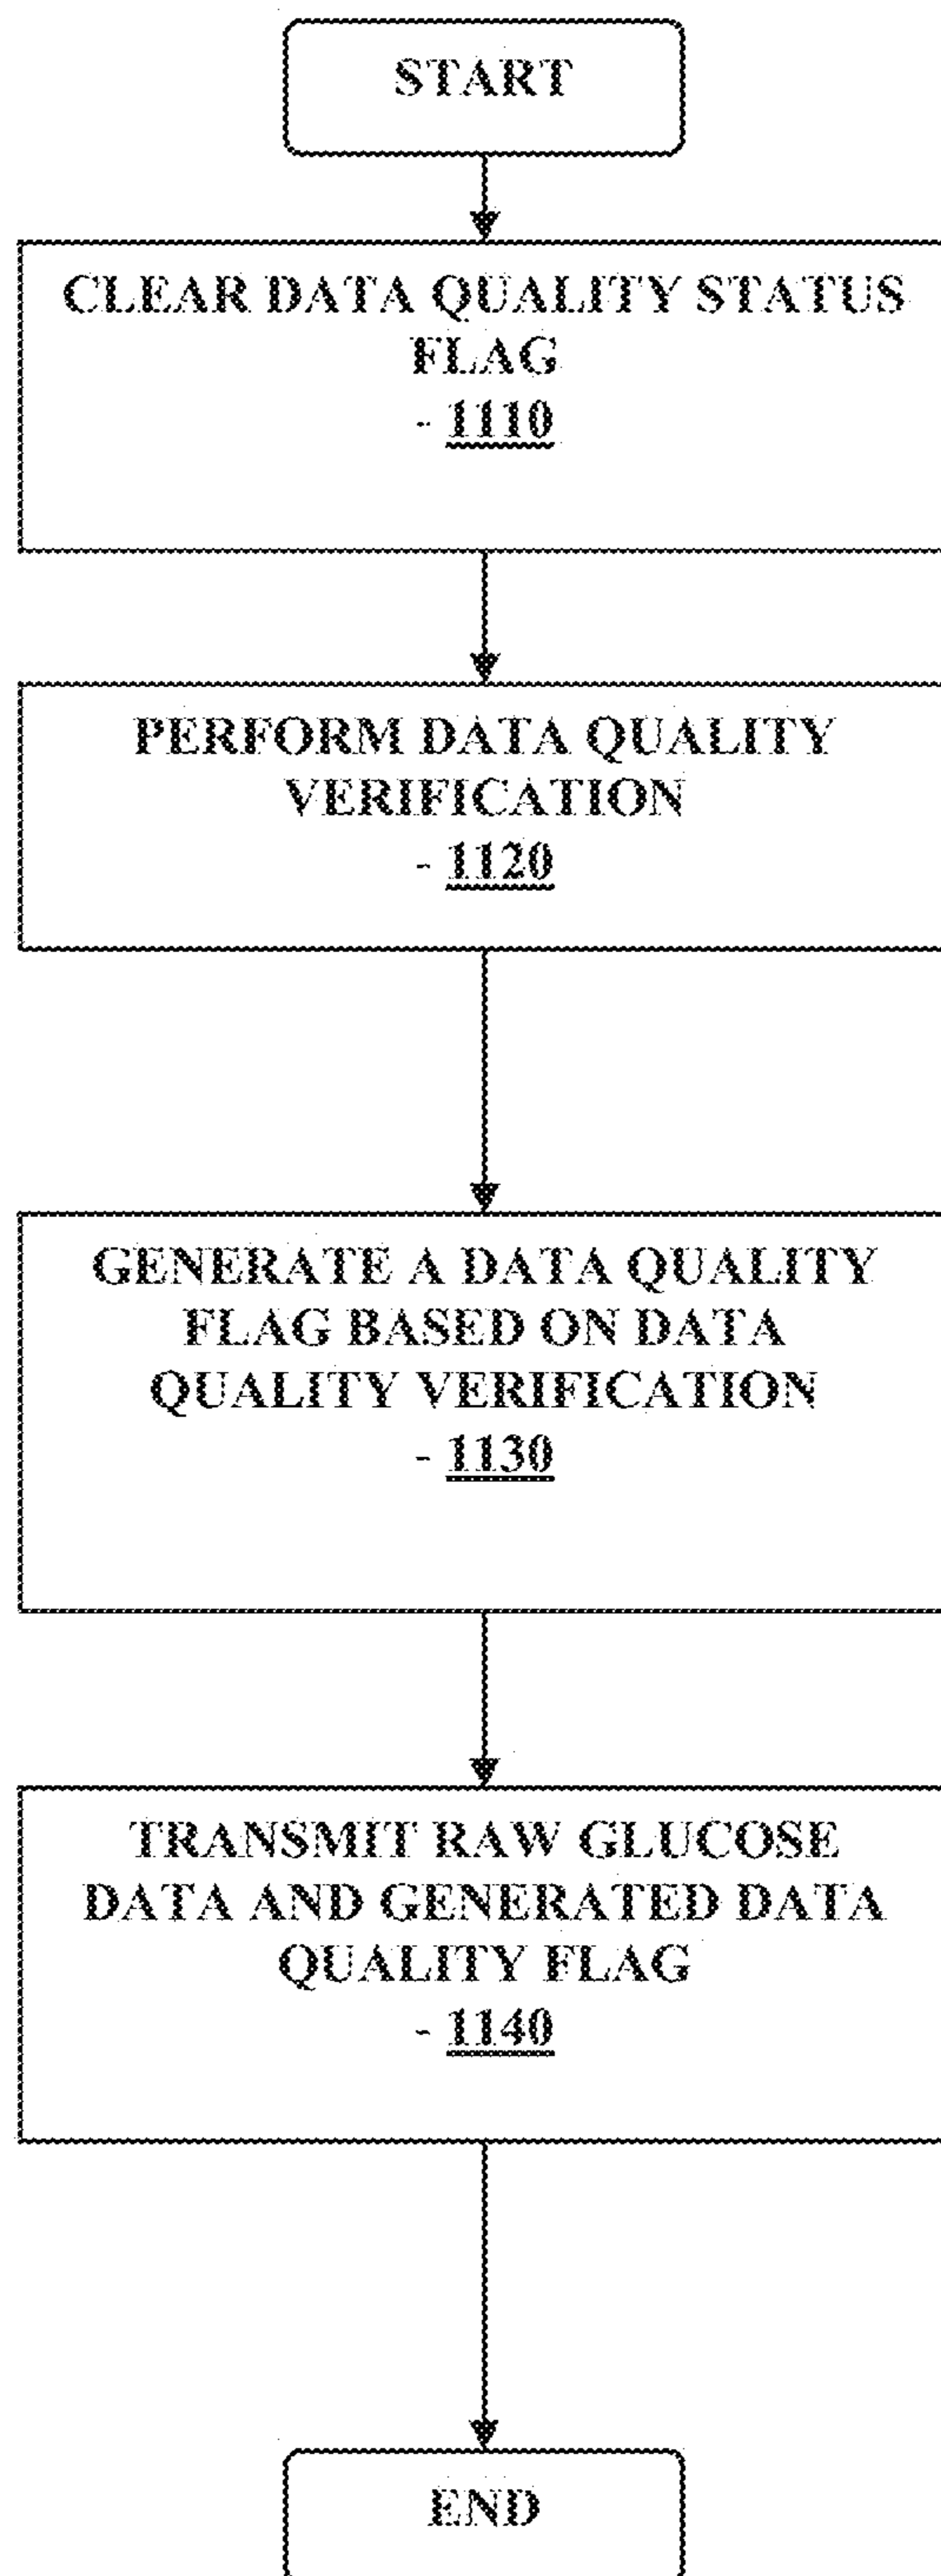 START
CLEAR DATA QUALITY STATUS
FLAG
- 1110
PERFORM DATA QUALITY
VERIFICATION
- 1120
GENERATE A DATA QUALITY
FLAG BASED ON DATA
QUALITY VERIFICATION
- 1130
TRANSMIT RAW GLUCOSE
DATA AND GENERATED DATA
QUALITY FLAG
- 1140
END